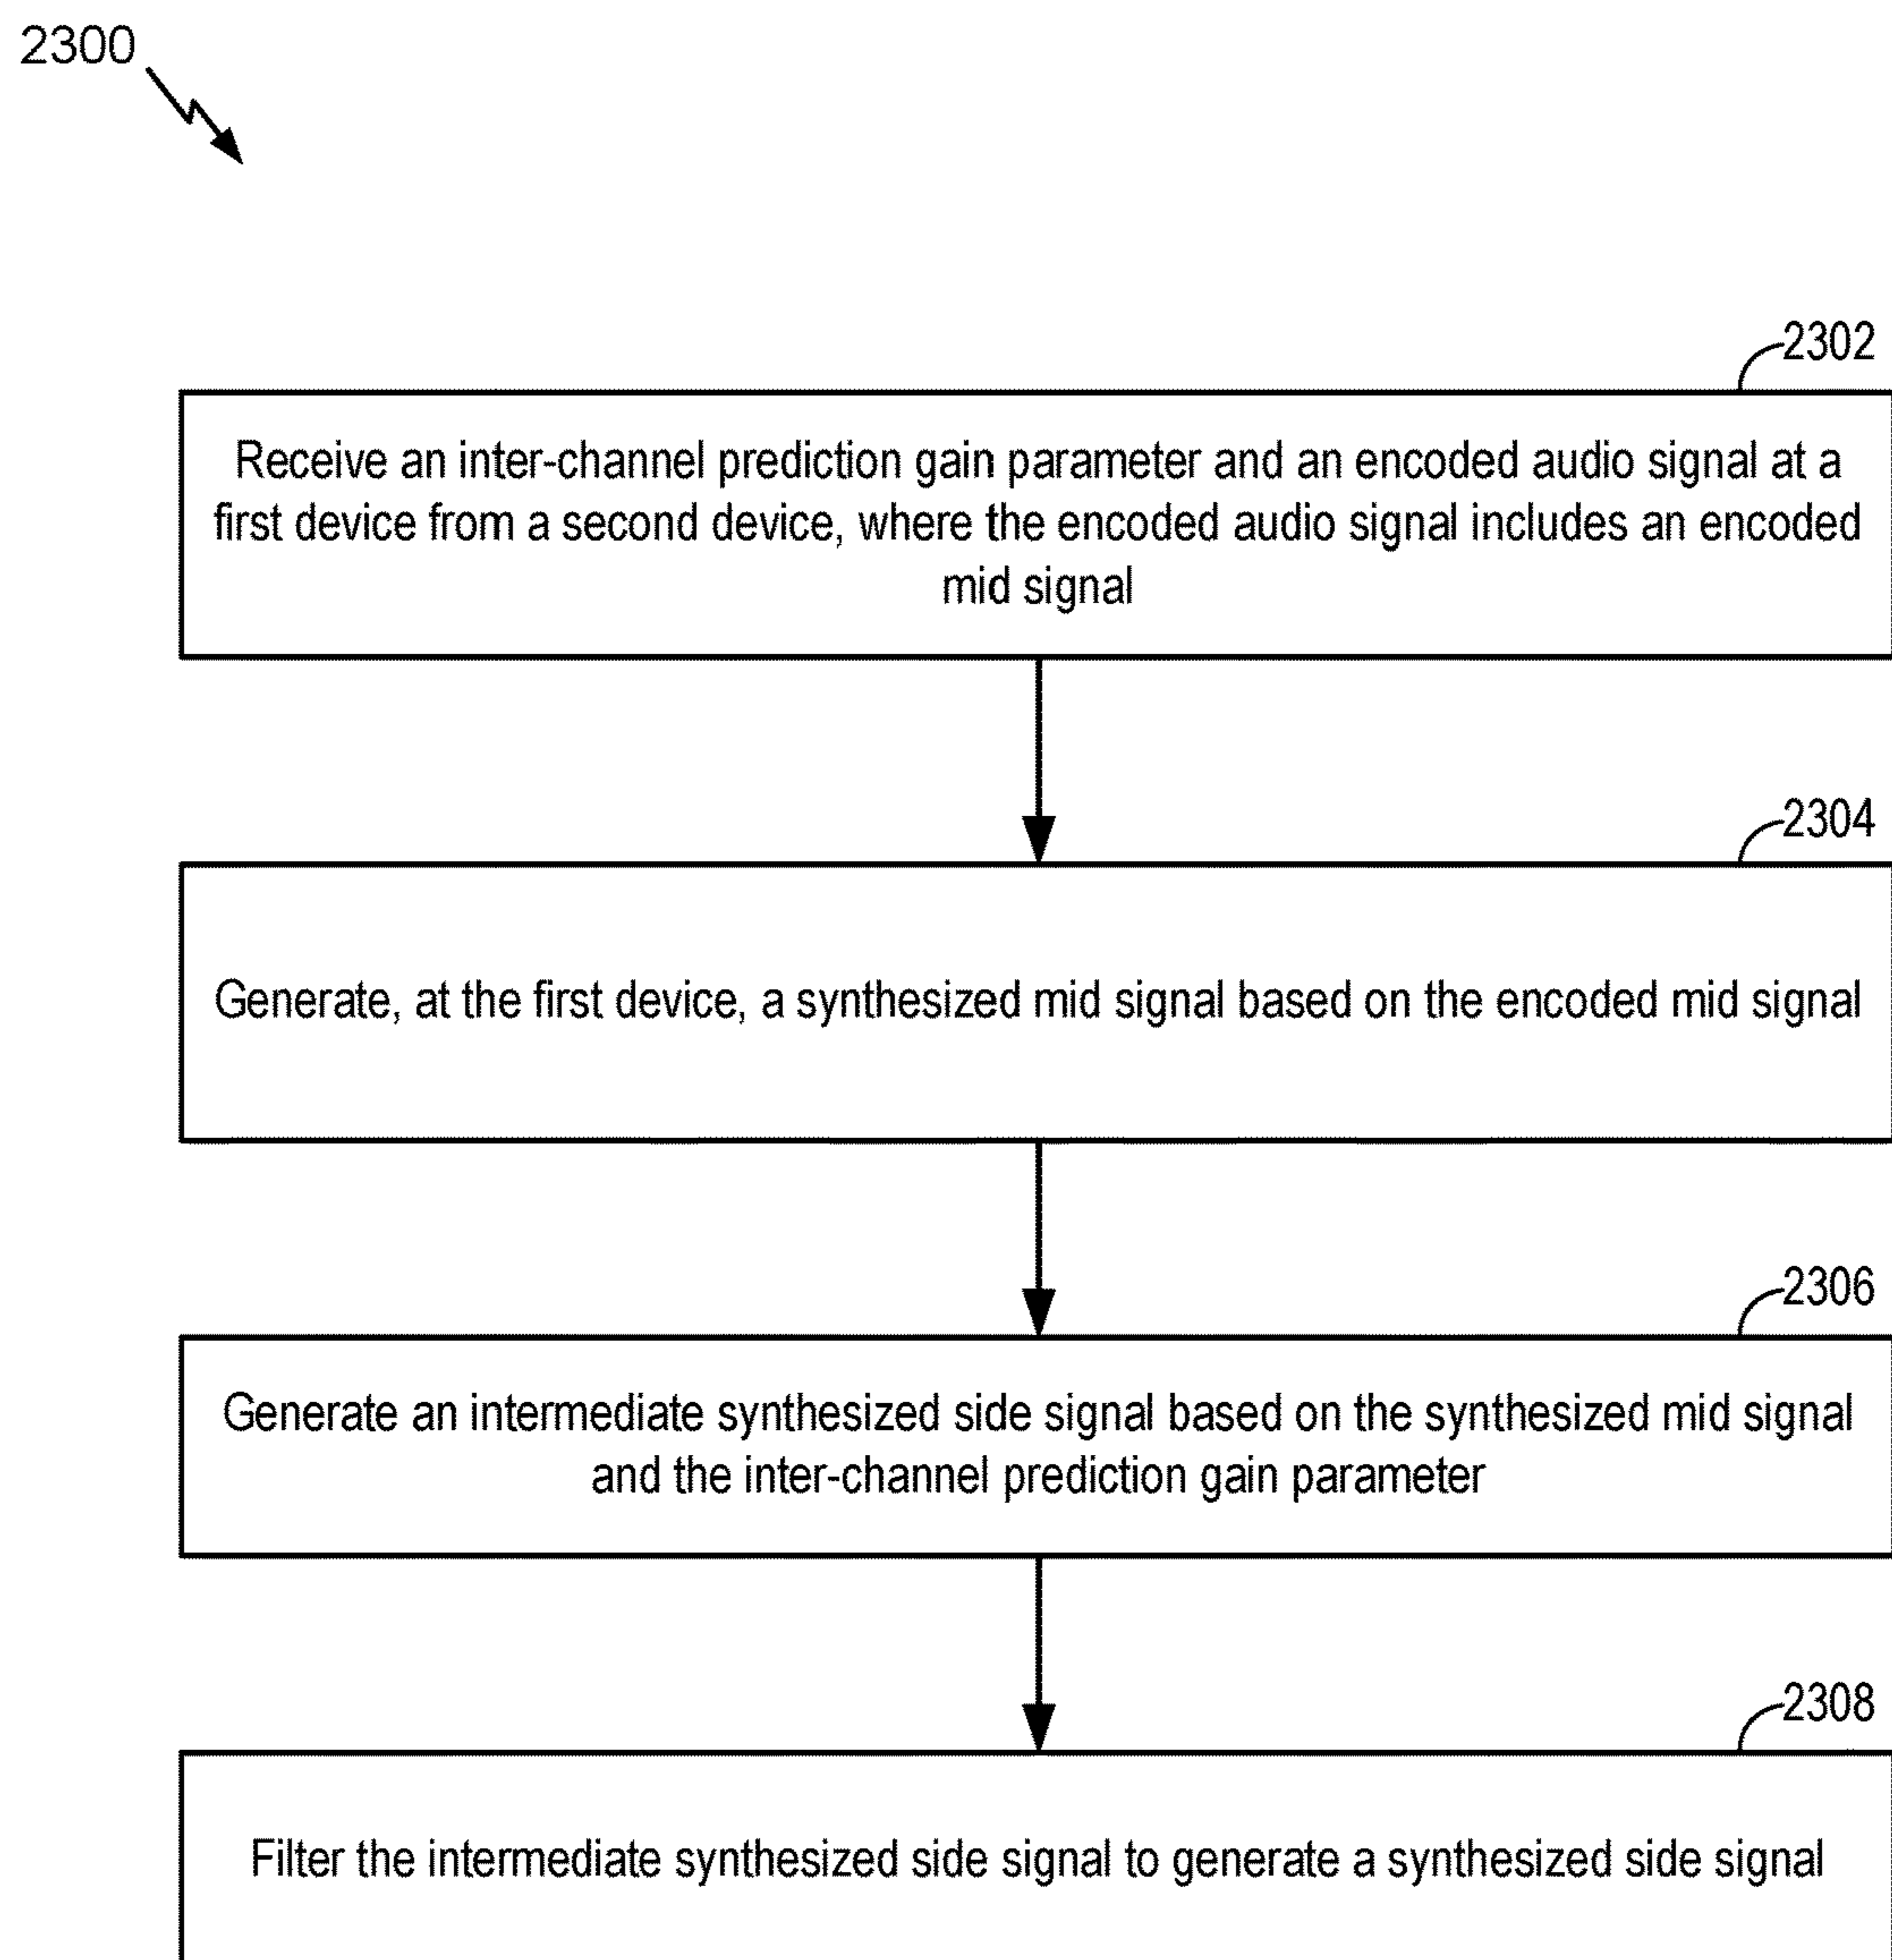 2300
2302
Receive an inter-channel prediction gain parameter and an encoded audio signal at a
first device from a second device, where the encoded audio signal includes an encoded
mid signal
2304
Generate, at the first device, a synthesized mid signal based on the encoded mid signal
2306
Generate an intermediate synthesized side signal based on the synthesized mid signal
and the inter-channel prediction gain parameter
2308
Filter the intermediate synthesized side signal to generate a synthesized side signal